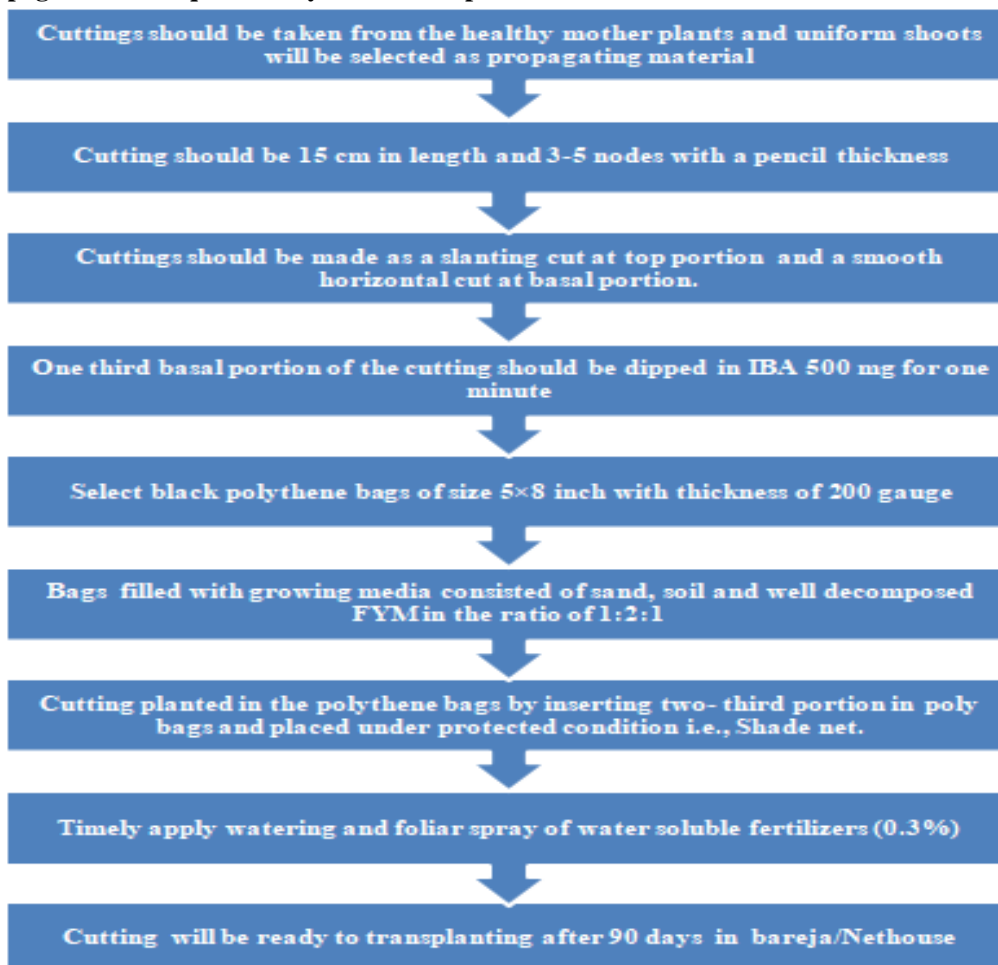 Cuttings should be taken from the healthy mother plants and uniform shoots
will be selected as propagating material
Cutting should be 15 cm in length and 3-5 nodes with a pencil thickness
Cuttings should be made as a slanting cut at top portion and a smooth
horizontal cut at basal portion.
One third basal portion of the cutting should be dipped in IBA 500 mg for one
minute
Select black polythene bags of size 5×8 inch with thickness of 200 gauge
Bags filled with growing media consisted of sand, soil and well decomposed
FYM in the ratio of 1:2:1
Cutting planted in the polythene bags by inserting two- third portion in poly
bags and placed under protected condition i.e., Shade net.
Timely apply watering and foliar spray of water soluble fertilizers (0.3%)
Cutting will be ready to transplanting after 90 days in bareja/Nethouse